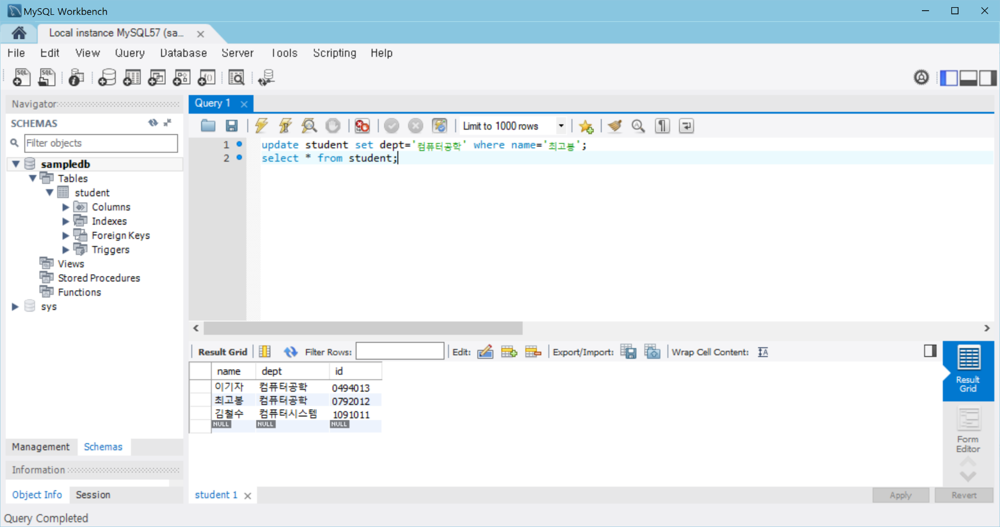 MySQL Workbench
Local instance MySQL57 (sa...
File Edit View Query Database Server Tools Scripting Help
Navigator
SCHEMAS
Filter objects
sampledb
Tables
student
Columns
Indexes
Foreign Keys
Triggers
Views
Stored Procedures
Functions
sys
Management Schemas
Information
Object Info Session
Query 1
Limit to 1000 rows
1 update student set dept='컴퓨터공학' where name='최고봉';
2 select * from student;
Result Grid Filter Rows: Edit: Export/Import: Wrap Cell Content:
name dept id
이기자 컴퓨터공학 0494013
최고봉 컴퓨터공학 0792012
김철수 컴퓨터시스템 1091011
NULL NULL NULL
Result
Grid
Form
Editor
student 1
Apply Revert
Query Completed